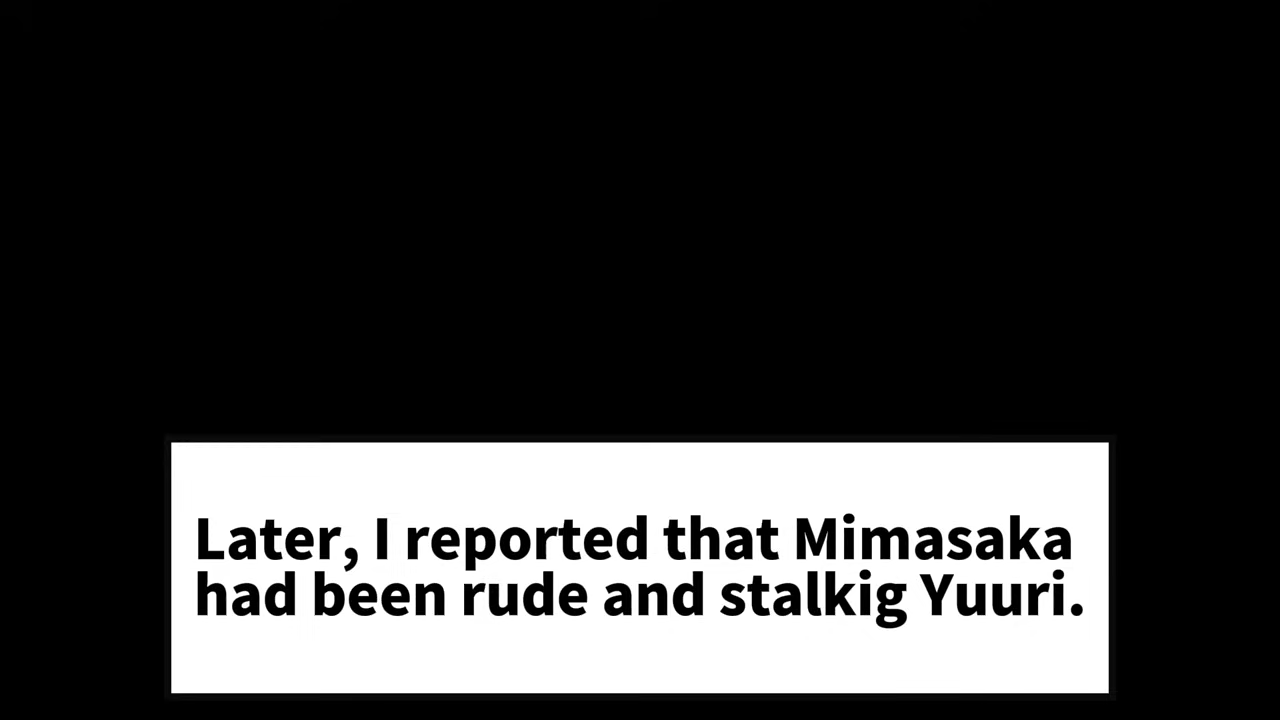 Later, I reported that Mimasaka
had been rude and stalkig Yuuri.